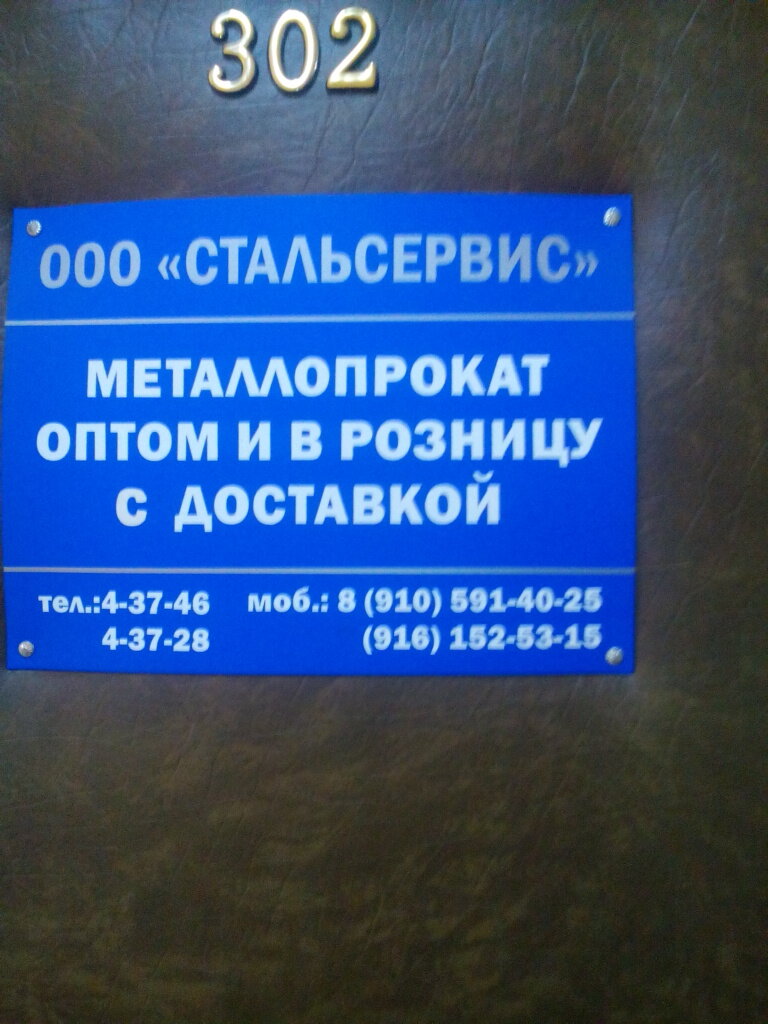 302
ООО «СТАЛЬСЕРВИС»
МЕТАЛЛОПРОКАТ
ОПТОМ И В РОЗНИЦУ
С ДОСТАВКОЙ
тел.:4-37-46 моб.: 8 (910) 591-40-25
4-37-28 (916) 152-53-15